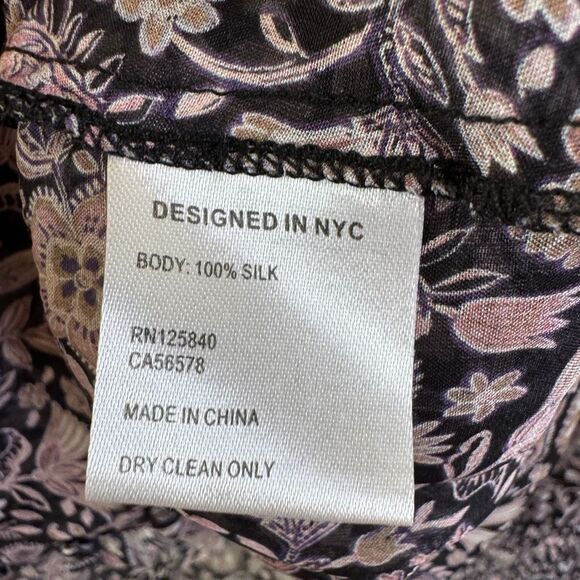 DESIGNED IN NYC
BODY: 100% SILK
RN125840
CA56578
MADE IN CHINA
DRY CLEAN ONLY